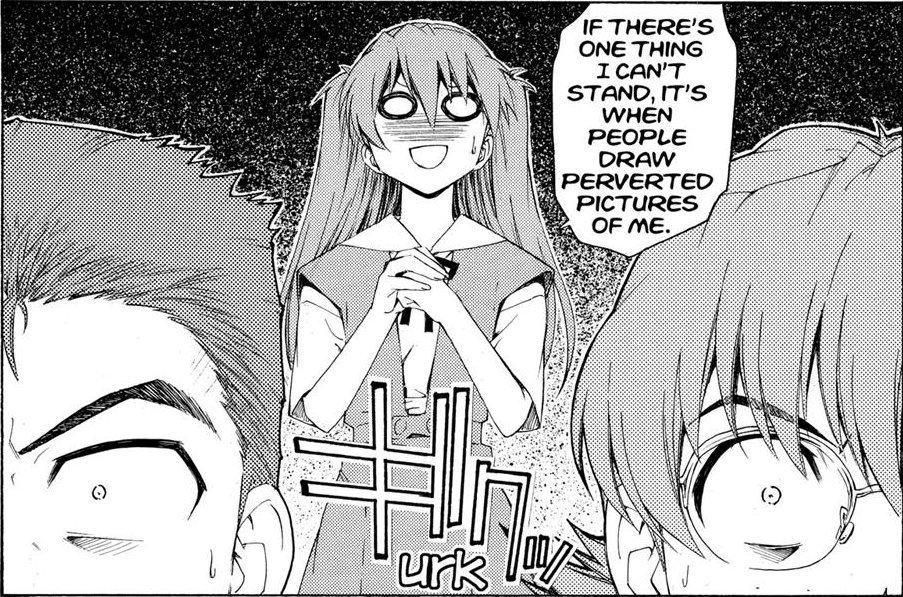 IF THERE'S
ONE THING
I CAN'T
STAND, IT'S
WHEN
PEOPLE
DRAW
PERVERTED
PICTURES
OF ME.
ギクッ
urk